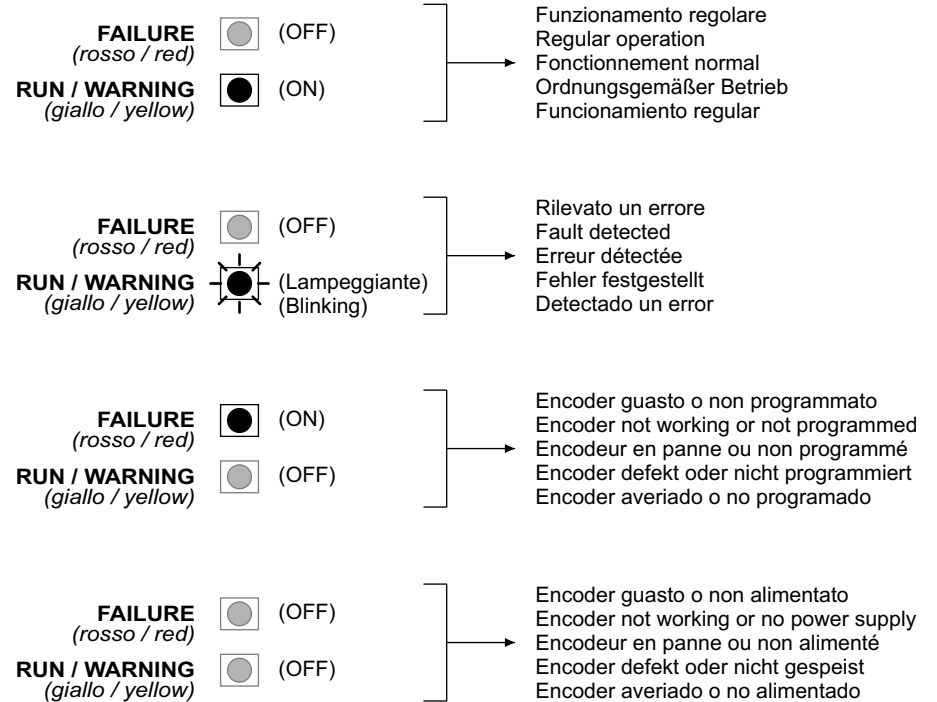 FAILURE (OFF)
(rosso / red)
RUN / WARNING (ON)
(giallo / yellow)
Funzionamento regolare
Regular operation
Fonctionnement normal
Ordnungsgemäßer Betrieb
Funcionamiento regular
FAILURE (OFF)
(rosso / red)
RUN / WARNING (Lampeggiante)
(giallo / yellow) (Blinking)
Rilevato un errore
Fault detected
Erreur détectée
Fehler festgestellt
Detectado un error
FAILURE (ON)
(rosso / red)
RUN / WARNING (OFF)
(giallo / yellow)
Encoder guasto o non programmato
Encoder not working or not programmed
Encodeur en panne ou non programmé
Encoder defekt oder nicht programmiert
Encoder averiado o no programado
FAILURE (OFF)
(rosso / red)
RUN / WARNING (OFF)
(giallo / yellow)
Encoder guasto o non alimentato
Encoder not working or no power supply
Encodeur en panne ou non alimenté
Encoder defekt oder nicht gespeist
Encoder averiado o no alimentado